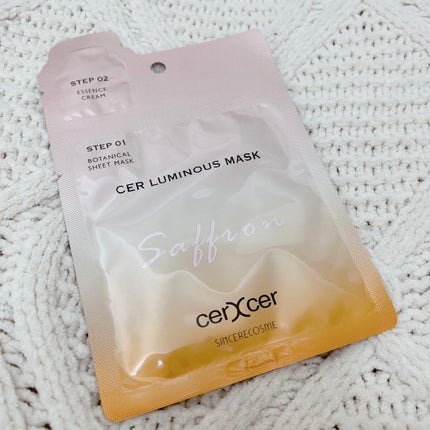 STEP 02
ESSENCE
CREAM
STEP 01
BOTANICAL
SHEET MASK
CER LUMINOUS MASK
Saffron
cerXcer
SINCERECOSME